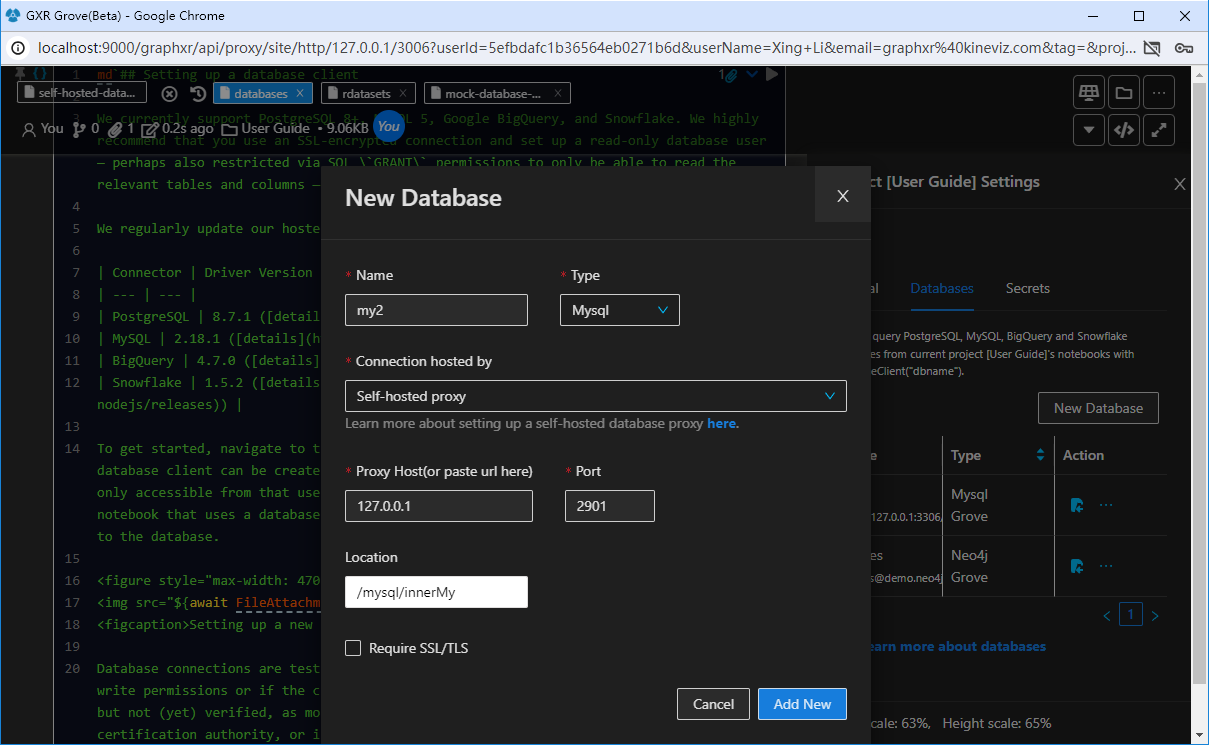 GXR Grove(Beta) - Google Chrome
localhost:9000/graphxr/api/proxy/site/http/127.0.0.1/3006?userId=5efbdafc1b36564eb0271b6d&userName=Xing+Li&email=graphxr%40kineviz.com&tag=&proj...
1 md`## Setting up a database client
1
self-hosted-data...
databases
rdatasets
mock-database-...
3 We currently support PostgreSQL 8+, SQL 5, Google BigQuery, and Snowflake. We highly
You 0 1 0.2s ago User Guide • 9.06KB You
recommend that you use an SSL-encrypted connection and set up a read-only database user
— perhaps also restricted via SQL \`GRANT\` permissions to only be able to read the
relevant tables and columns —
4
5 We regularly update our hoste
6
7 | Connector | Driver Version
8 | --- | --- |
9 | PostgreSQL | 8.7.1 ([detail
10 | MySQL | 2.18.1 ([details](h
11 | BigQuery | 4.7.0 ([details]
12 | Snowflake | 1.5.2 ([details
nodejs/releases)) |
13
14 To get started, navigate to t
database client can be create
only accessible from that use
notebook that uses a database
to the database.
15
16 <figure style="max-width: 470
17 <img src="${await FileAttachm
18 <figcaption>Setting up a new
19
20 Database connections are test
write permissions or if the c
but not (yet) verified, as mo
certification authority, or i
New Database
* Name
* Type
my2
Mysql
* Connection hosted by
Self-hosted proxy
Learn more about setting up a self-hosted database proxy here.
* Proxy Host(or paste url here)
* Port
127.0.0.1
2901
Location
/mysql/innerMy
Require SSL/TLS
Cancel
Add New
ct [User Guide] Settings
al
Databases
Secrets
query PostgreSQL, MySQL, BigQuery and Snowflake
es from current project [User Guide]'s notebooks with
eClient("dbname").
New Database
e
Type
Action
Mysql
127.0.0.1:3306/
Grove
es
Neo4j
s@demo.neo4j
Grove
1
earn more about databases
cale: 63%, Height scale: 65%